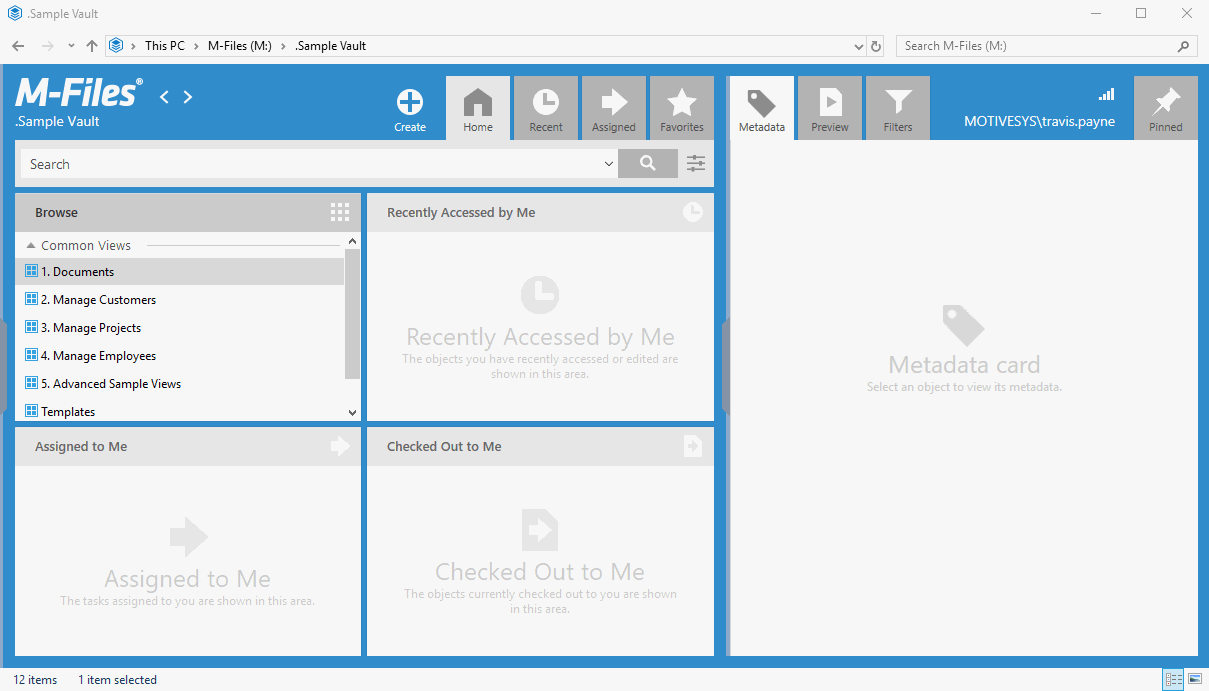 .Sample Vault
This PC > M-Files (M:) > .Sample Vault
Search M-Files (M:)
M-Files®
.Sample Vault
Create
Home
Recent
Assigned
Favorites
Metadata
Preview
Filters
MOTIVESYS\travis.payne
Pinned
Search
Browse
Common Views
1. Documents
2. Manage Customers
3. Manage Projects
4. Manage Employees
5. Advanced Sample Views
Templates
Recently Accessed by Me
Recently Accessed by Me
The objects you have recently accessed or edited are
shown in this area.
Metadata card
Select an object to view its metadata.
Assigned to Me
Assigned to Me
The tasks assigned to you are shown in this area.
Checked Out to Me
Checked Out to Me
The objects currently checked out to you are shown
in this area.
12 items
1 item selected